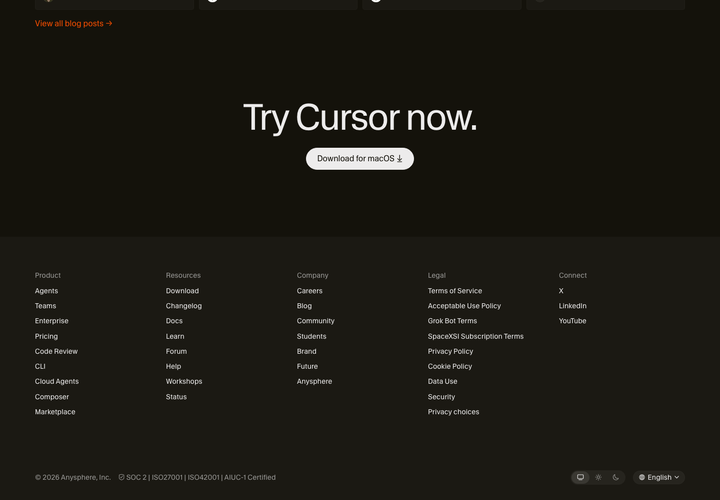 View all blog posts →
Try Cursor now.
Download for macOS
Product
Agents
Teams
Enterprise
Pricing
Code Review
CLI
Cloud Agents
Composer
Marketplace
Resources
Download
Changelog
Docs
Learn
Forum
Help
Workshops
Status
Company
Careers
Blog
Community
Students
Brand
Future
Anysphere
Legal
Terms of Service
Acceptable Use Policy
Grok Bot Terms
SpaceXSI Subscription Terms
Privacy Policy
Cookie Policy
Data Use
Security
Privacy choices
Connect
X
LinkedIn
YouTube
© 2026 Anysphere, Inc.
SOC 2 | ISO27001 | ISO42001 | AIUC-1 Certified
English